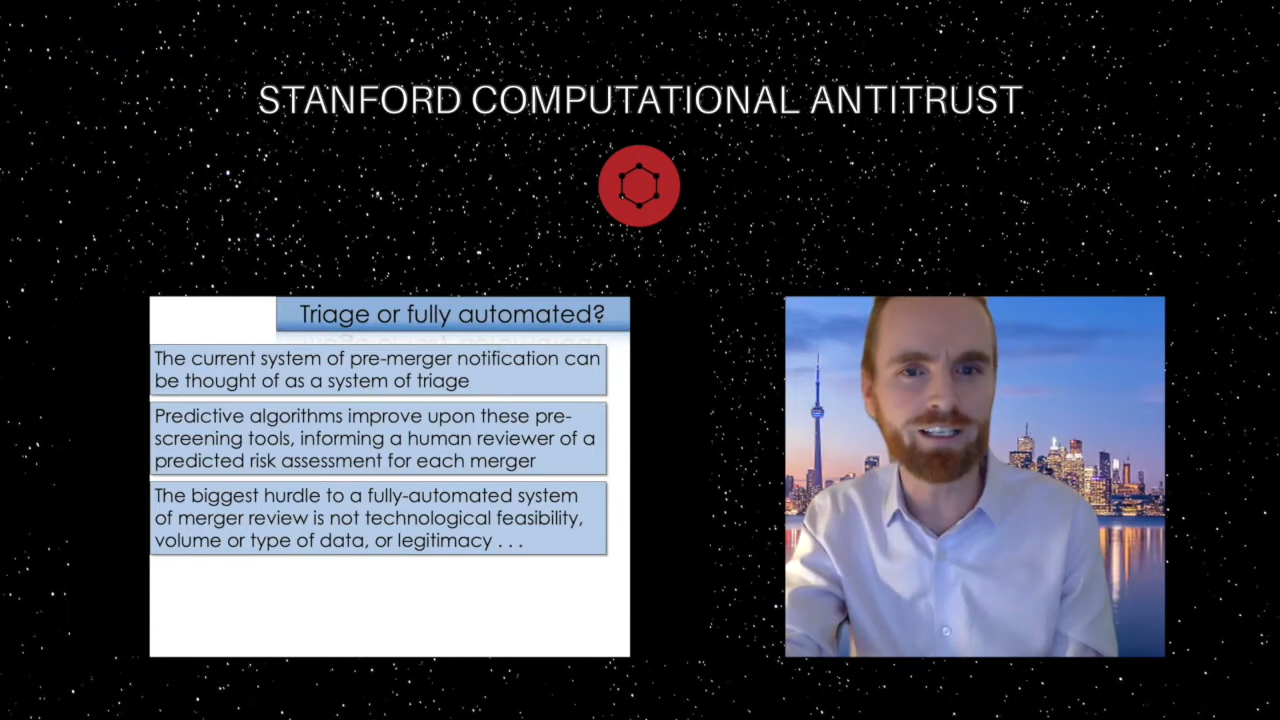 STANFORD COMPUTATIONAL ANTITRUST
Triage or fully automated?
The current system of pre-merger notification can
be thought of as a system of triage
Predictive algorithms improve upon these pre-
screening tools, informing a human reviewer of a
predicted risk assessment for each merger
The biggest hurdle to a fully-automated system
of merger review is not technological feasibility,
volume or type of data, or legitimacy . . .